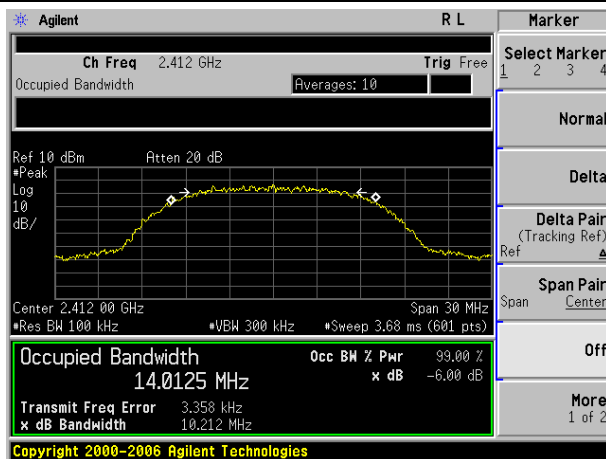 Agilent R L Marker
Ch Freq 2.412 GHz Trig Free
Occupied Bandwidth Averages: 10
Select Marker
1 2 3 4
Normal
Delta
Delta Pair
(Tracking Ref)
Ref Δ
Span Pair
Span Center
Off
More
1 of 2
Ref 10 dBm Atten 20 dB
#Peak
Log
10
dB/
Center 2.412 00 GHz Span 30 MHz
#Res BW 100 kHz #VBW 300 kHz #Sweep 3.68 ms (601 pts)
Occupied Bandwidth Occ BW % Pwr 99.00 %
14.0125 MHz x dB -6.00 dB
Transmit Freq Error 3.358 kHz
x dB Bandwidth 10.212 MHz
Copyright 2000-2006 Agilent Technologies